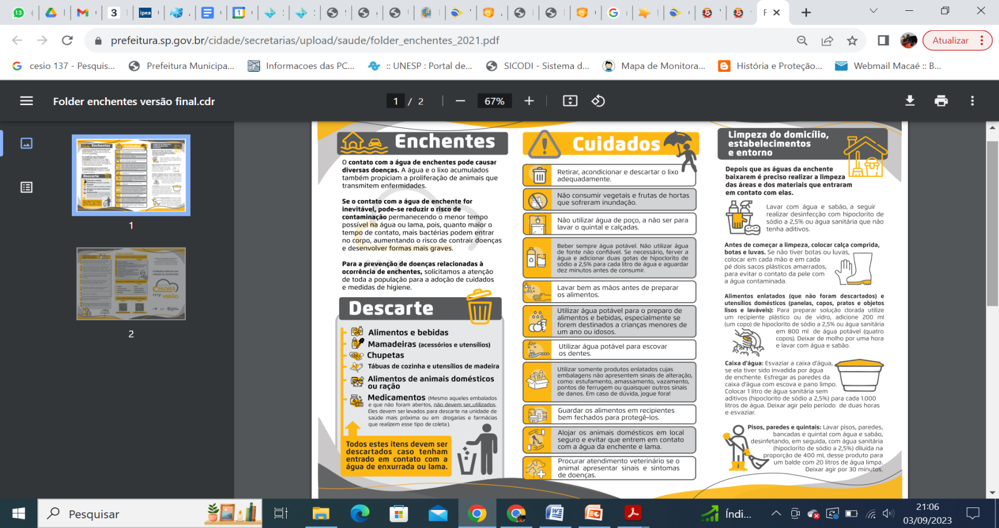 3
ipea
1
F
prefeitura.sp.gov.br/cidade/secretarias/upload/saude/folder_enchentes_2021.pdf
Atualizar
cesio 137 - Pesquis...
Prefeitura Municipa...
Informacoes das PC...
:: UNESP : Portal de...
SICODI - Sistema d...
Mapa de Monitora...
História e Proteção...
Webmail Macaé :: B...
Folder enchentes versão final.cdr
1 / 2
67%
1
2
Enchentes
O contato com a água de enchentes pode causar
diversas doenças. A água e o lixo acumulados
também propiciam a proliferação de animais que
transmitem enfermidades.
Se o contato com a água de enchente for
inevitável, pode-se reduzir o risco de
contaminação permanecendo o menor tempo
possível na água ou lama, pois, quanto maior o
tempo de contato, mais bactérias podem entrar
no corpo, aumentando o risco de contrair doenças
e desenvolver formas mais graves.
Para a prevenção de doenças relacionadas à
ocorrência de enchentes, solicitamos a atenção
de toda a população para a adoção de cuidados
e medidas de higiene.
Descarte
Alimentos e bebidas
Mamadeiras (acessórios e utensílios)
Chupetas
Tábuas de cozinha e utensílios de madeira
Alimentos de animais domésticos
ou ração
Medicamentos (Mesmo aqueles embalados
e que não foram abertos, não devem ser utilizados.
Eles devem ser levados para descarte na unidade de
saúde mais próxima ou em drogarias e farmácias
que realizem esse tipo de coleta).
Todos estes itens devem ser
descartados caso tenham
entrado em contato com a
água de enxurrada ou lama.
Cuidados
Retirar, acondicionar e descartar o lixo
adequadamente.
Não consumir vegetais e frutas de hortas
que sofreram inundação.
Não utilizar água de poço, a não ser para
lavar o quintal e calçadas.
Beber sempre água potável. Não utilizar água
de fonte não confiável. Se necessário, ferver a
água e adicionar duas gotas de hipoclorito de
sódio a 2,5% para cada litro de água e aguardar
dez minutos antes de consumir.
Lavar bem as mãos antes de preparar
os alimentos.
Utilizar água potável para o preparo de
alimentos e bebidas, especialmente se
forem destinados a crianças menores de
um ano ou idosos.
Utilizar água potável para escovar
os dentes.
Utilizar somente produtos enlatados cujas
embalagens não apresentem sinais de alteração,
como: estufamento, amassamento, vazamento,
pontos de ferrugem ou quaisquer outros sinais
de danos. Em caso de dúvida, jogue fora!
Guardar os alimentos em recipientes
bem fechados para protegê-los.
Alojar os animais domésticos em local
seguro e evitar que entrem em contato
com a água da enchente e lama.
Procurar atendimento veterinário se o
animal apresentar sinais e sintomas
de doenças.
Limpeza do domicílio,
estabelecimentos
e entorno
Depois que as águas da enchente
baixarem é preciso realizar a limpeza
das áreas e dos materiais que entraram
em contato com elas.
Lavar com água e sabão, a seguir
realizar desinfecção com hipoclorito de
sódio a 2,5% ou água sanitária que não
tenha aditivos.
Antes de começar a limpeza, colocar calça comprida,
botas e luvas. Se não tiver botas ou luvas,
colocar em cada mão e em cada
pé dois sacos plásticos amarrados,
para evitar o contato da pele com
a água contaminada.
Alimentos enlatados (que não foram descartados) e
utensílios domésticos (panelas, copos, pratos e objetos
lisos e laváveis): Para preparar solução clorada utilize
um recipiente plástico ou de vidro, adicione 200 ml
(um copo) de hipoclorito de sódio a 2,5% ou água sanitária
em 800 ml de água potável (quatro
copos). Deixar de molho por uma hora
e lavar com água e sabão.
Caixa d'água: Esvaziar a caixa d'água,
se ela tiver sido invadida por água
de enchente. Esfregar as paredes da
caixa d'água com escova e pano limpo.
Colocar 1 litro de água sanitária sem
aditivos (hipoclorito de sódio a 2,5%) para cada 1.000
litros de água. Deixar agir pelo período de duas horas
e esvaziar.
Pisos, paredes e quintais: Lavar pisos, paredes,
bancadas e quintal com água e sabão,
desinfetando, em seguida, com água sanitária
(hipoclorito de sódio a 2,5%) diluída na
proporção de 400 mL desse produto para
um balde com 20 litros de água limpa.
Deixar agir por 30 minutos.
Pesquisar
Índi...
21:06
03/09/2023